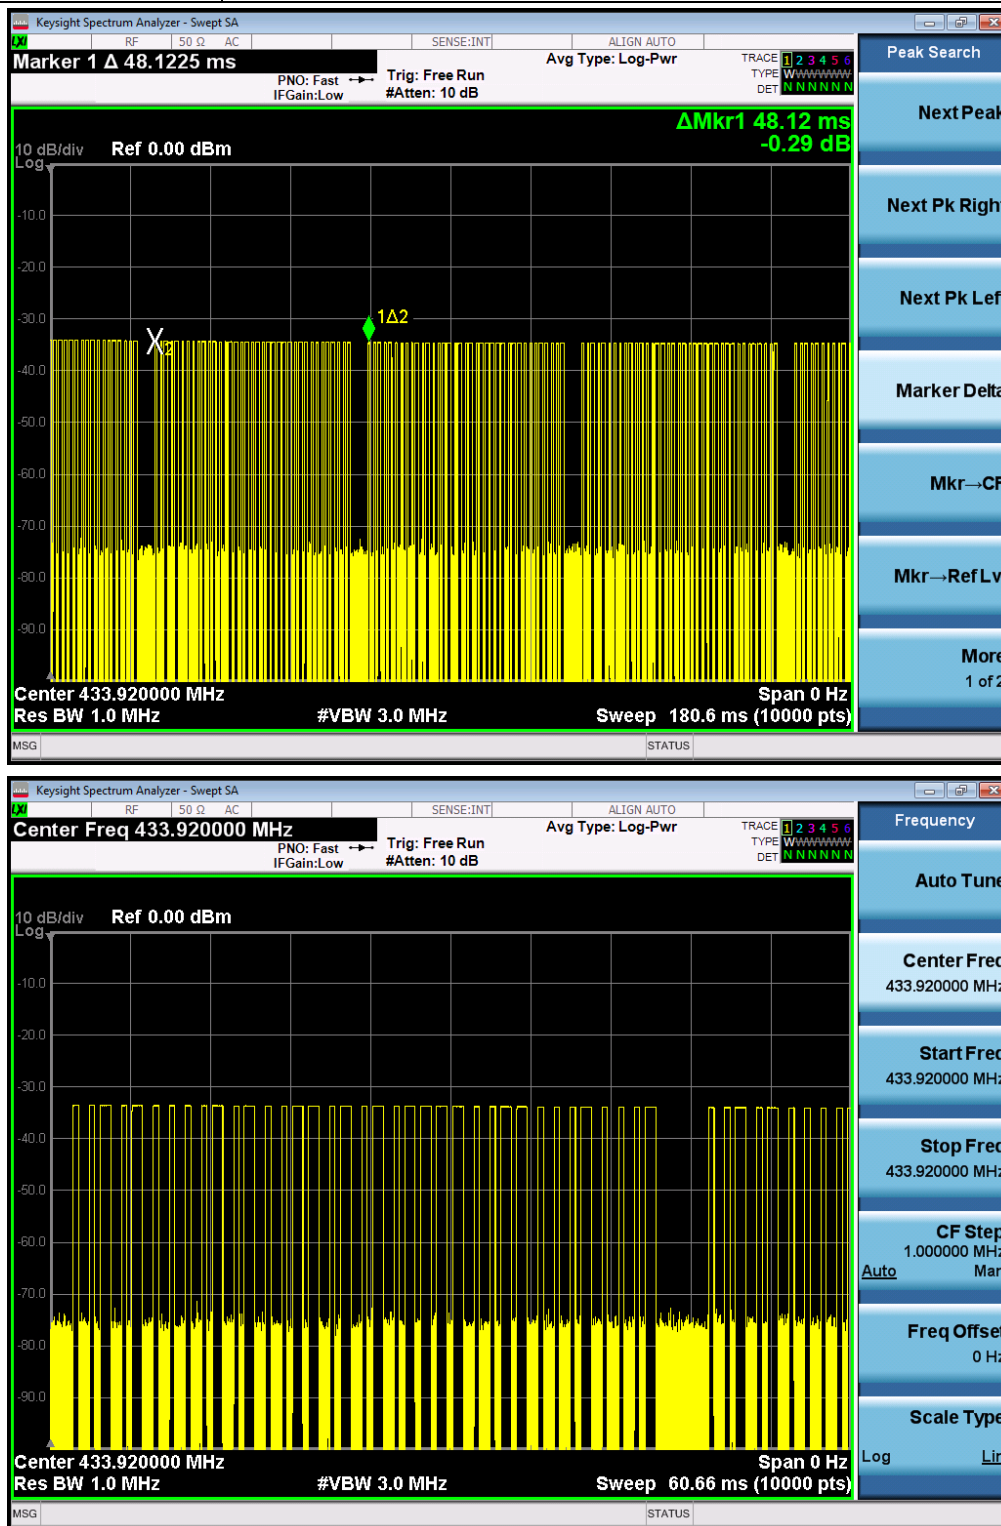 Keysight Spectrum Analyzer - Swept SA
LXI RF 50 Ω AC SENSE:INT ALIGN AUTO
Marker 1 Δ 48.1225 ms
PNO: Fast
IFGain:Low
Trig: Free Run
#Atten: 10 dB
Avg Type: Log-Pwr
TRACE 1 2 3 4 5 6
TYPE WWWWWW
DET N N N N N N
Peak Search
Next Peak
Next Pk Right
Next Pk Left
Marker Delta
Mkr→CF
Mkr→Ref Lvl
More
1 of 2
ΔMkr1 48.12 ms
-0.29 dB
10 dB/div Ref 0.00 dBm
Log
-10.0
-20.0
-30.0
-40.0
-50.0
-60.0
-70.0
-80.0
-90.0
1Δ2
X2
Center 433.920000 MHz Span 0 Hz
Res BW 1.0 MHz #VBW 3.0 MHz Sweep 180.6 ms (10000 pts)
MSG STATUS
Keysight Spectrum Analyzer - Swept SA
LXI RF 50 Ω AC SENSE:INT ALIGN AUTO
Center Freq 433.920000 MHz
PNO: Fast
IFGain:Low
Trig: Free Run
#Atten: 10 dB
Avg Type: Log-Pwr
TRACE 1 2 3 4 5 6
TYPE WWWWWW
DET N N N N N N
Frequency
Auto Tune
Center Freq
433.920000 MHz
Start Freq
433.920000 MHz
Stop Freq
433.920000 MHz
CF Step
1.000000 MHz
Auto Man
Freq Offset
0 Hz
Scale Type
Log Lin
10 dB/div Ref 0.00 dBm
Log
-10.0
-20.0
-30.0
-40.0
-50.0
-60.0
-70.0
-80.0
-90.0
Center 433.920000 MHz Span 0 Hz
Res BW 1.0 MHz #VBW 3.0 MHz Sweep 60.66 ms (10000 pts)
MSG STATUS